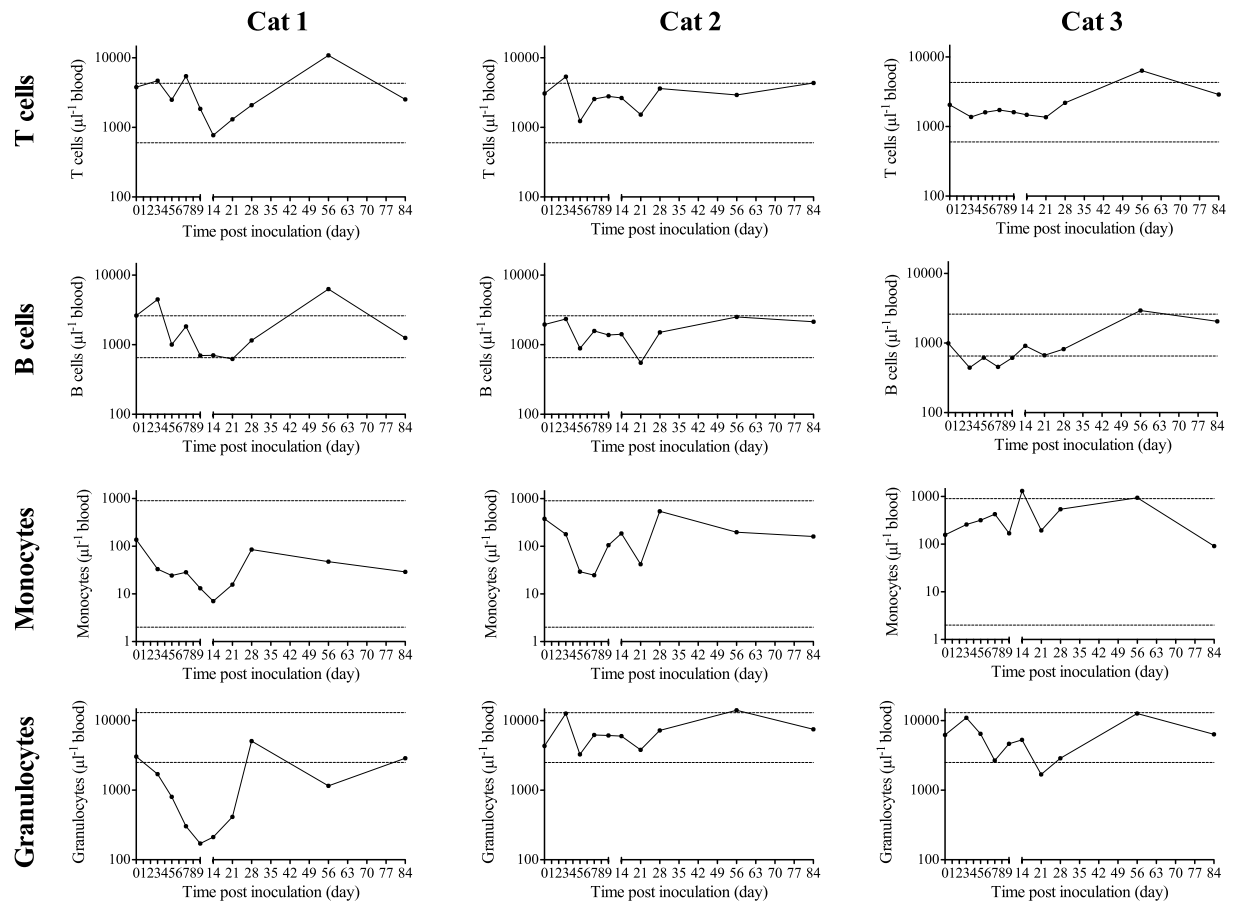 Cat 1 Cat 2 Cat 3
T cells
T cells (µl-1 blood) T cells (µl-1 blood) T cells (µl-1 blood)
10000 10000 10000
1000 1000 1000
100 100 100
0123456789 14 21 28 35 42 49 56 63 70 77 84 0123456789 14 21 28 35 42 49 56 63 70 77 84 0123456789 14 21 28 35 42 49 56 63 70 77 84
Time post inoculation (day) Time post inoculation (day) Time post inoculation (day)
B cells
B cells (µl-1 blood) B cells (µl-1 blood) B cells (µl-1 blood)
10000 10000 10000
1000 1000 1000
100 100 100
0123456789 14 21 28 35 42 49 56 63 70 77 84 0123456789 14 21 28 35 42 49 56 63 70 77 84 0123456789 14 21 28 35 42 49 56 63 70 77 84
Time post inoculation (day) Time post inoculation (day) Time post inoculation (day)
Monocytes
Monocytes (µl-1 blood) Monocytes (µl-1 blood) Monocytes (µl-1 blood)
1000 1000 1000
100 100 100
10 10 10
1 1 1
0123456789 14 21 28 35 42 49 56 63 70 77 84 0123456789 14 21 28 35 42 49 56 63 70 77 84 0123456789 14 21 28 35 42 49 56 63 70 77 84
Time post inoculation (day) Time post inoculation (day) Time post inoculation (day)
Granulocytes
Granulocytes (µl-1 blood) Granulocytes (µl-1 blood) Granulocytes (µl-1 blood)
10000 10000 10000
1000 1000 1000
100 100 100
0123456789 14 21 28 35 42 49 56 63 70 77 84 0123456789 14 21 28 35 42 49 56 63 70 77 84 0123456789 14 21 28 35 42 49 56 63 70 77 84
Time post inoculation (day) Time post inoculation (day) Time post inoculation (day)